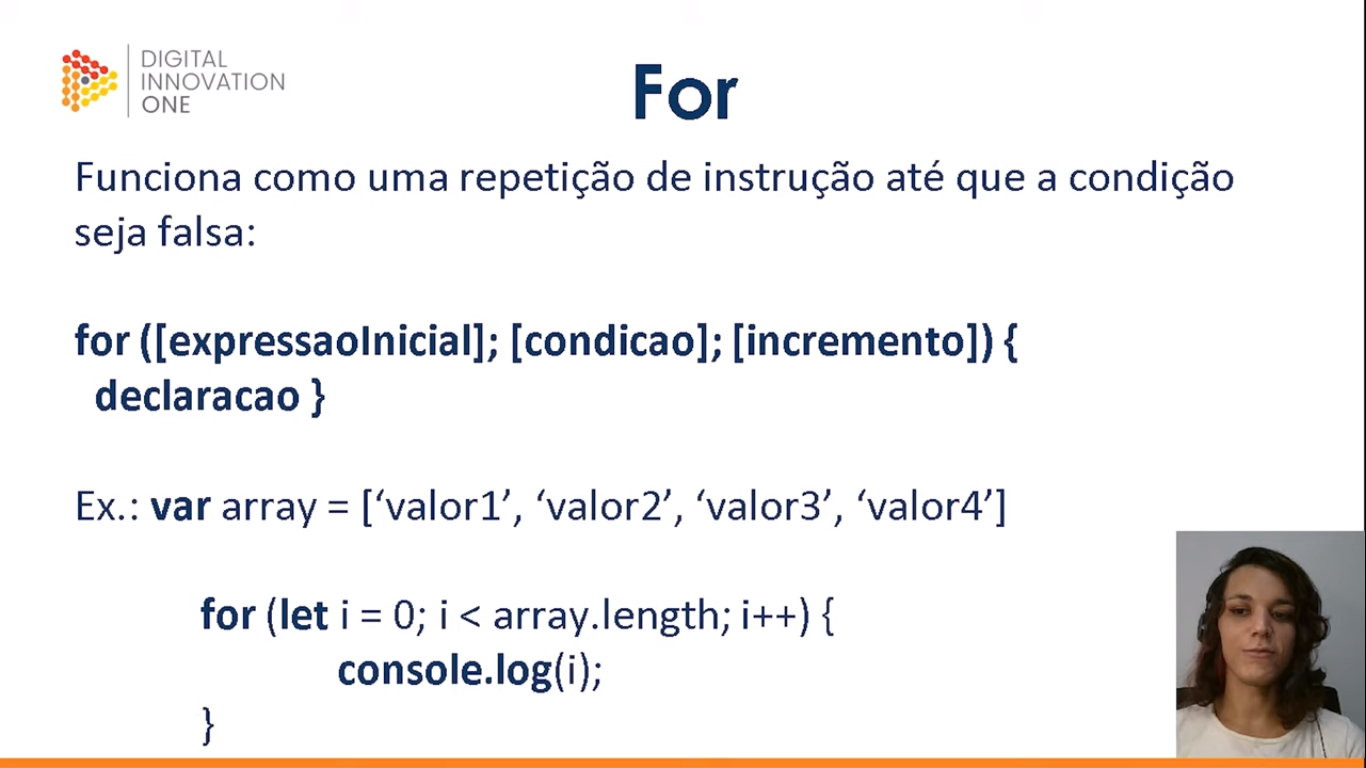 DIGITAL
INNOVATION
ONE
For
Funciona como uma repetição de instrução até que a condição
seja falsa:
for ([expressaoInicial]; [condicao]; [incremento]) {
declaracao }
Ex.: var array = [‘valor1’, ‘valor2’, ‘valor3’, ‘valor4’]
for (let i = 0; i < array.length; i++) {
console.log(i);
}